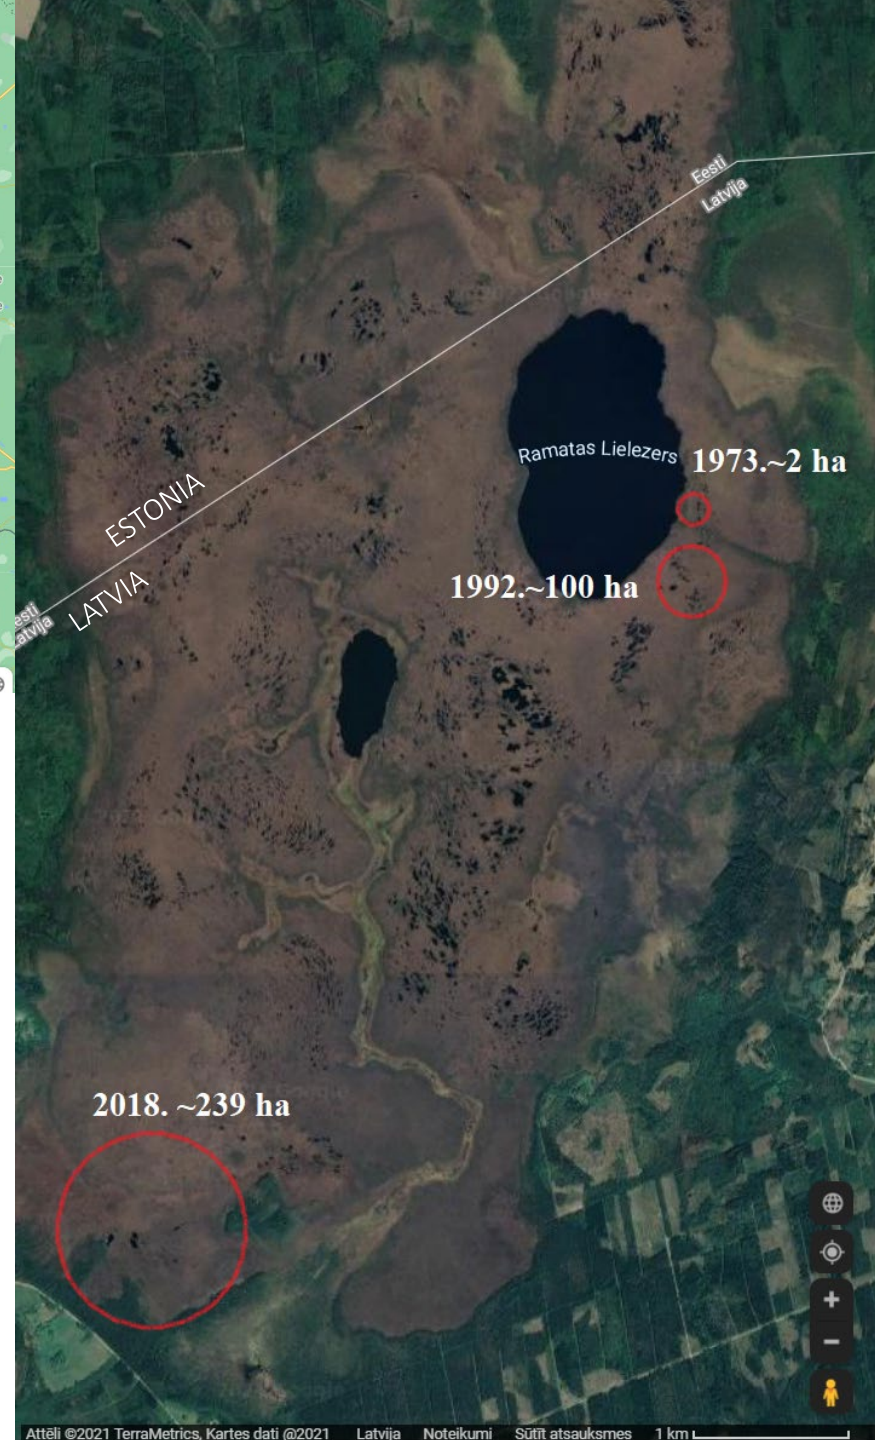 Eesti
Latvija
Ramatas Lielezers
1973.~2 ha
ESTONIA
1992.~100 ha
LATVIA
esti
Latvija
2018. ~239 ha
Attēli ©2021 TerraMetrics, Kartes dati @2021 Latvija Noteikumi Sūtīt atsauksmes 1 km